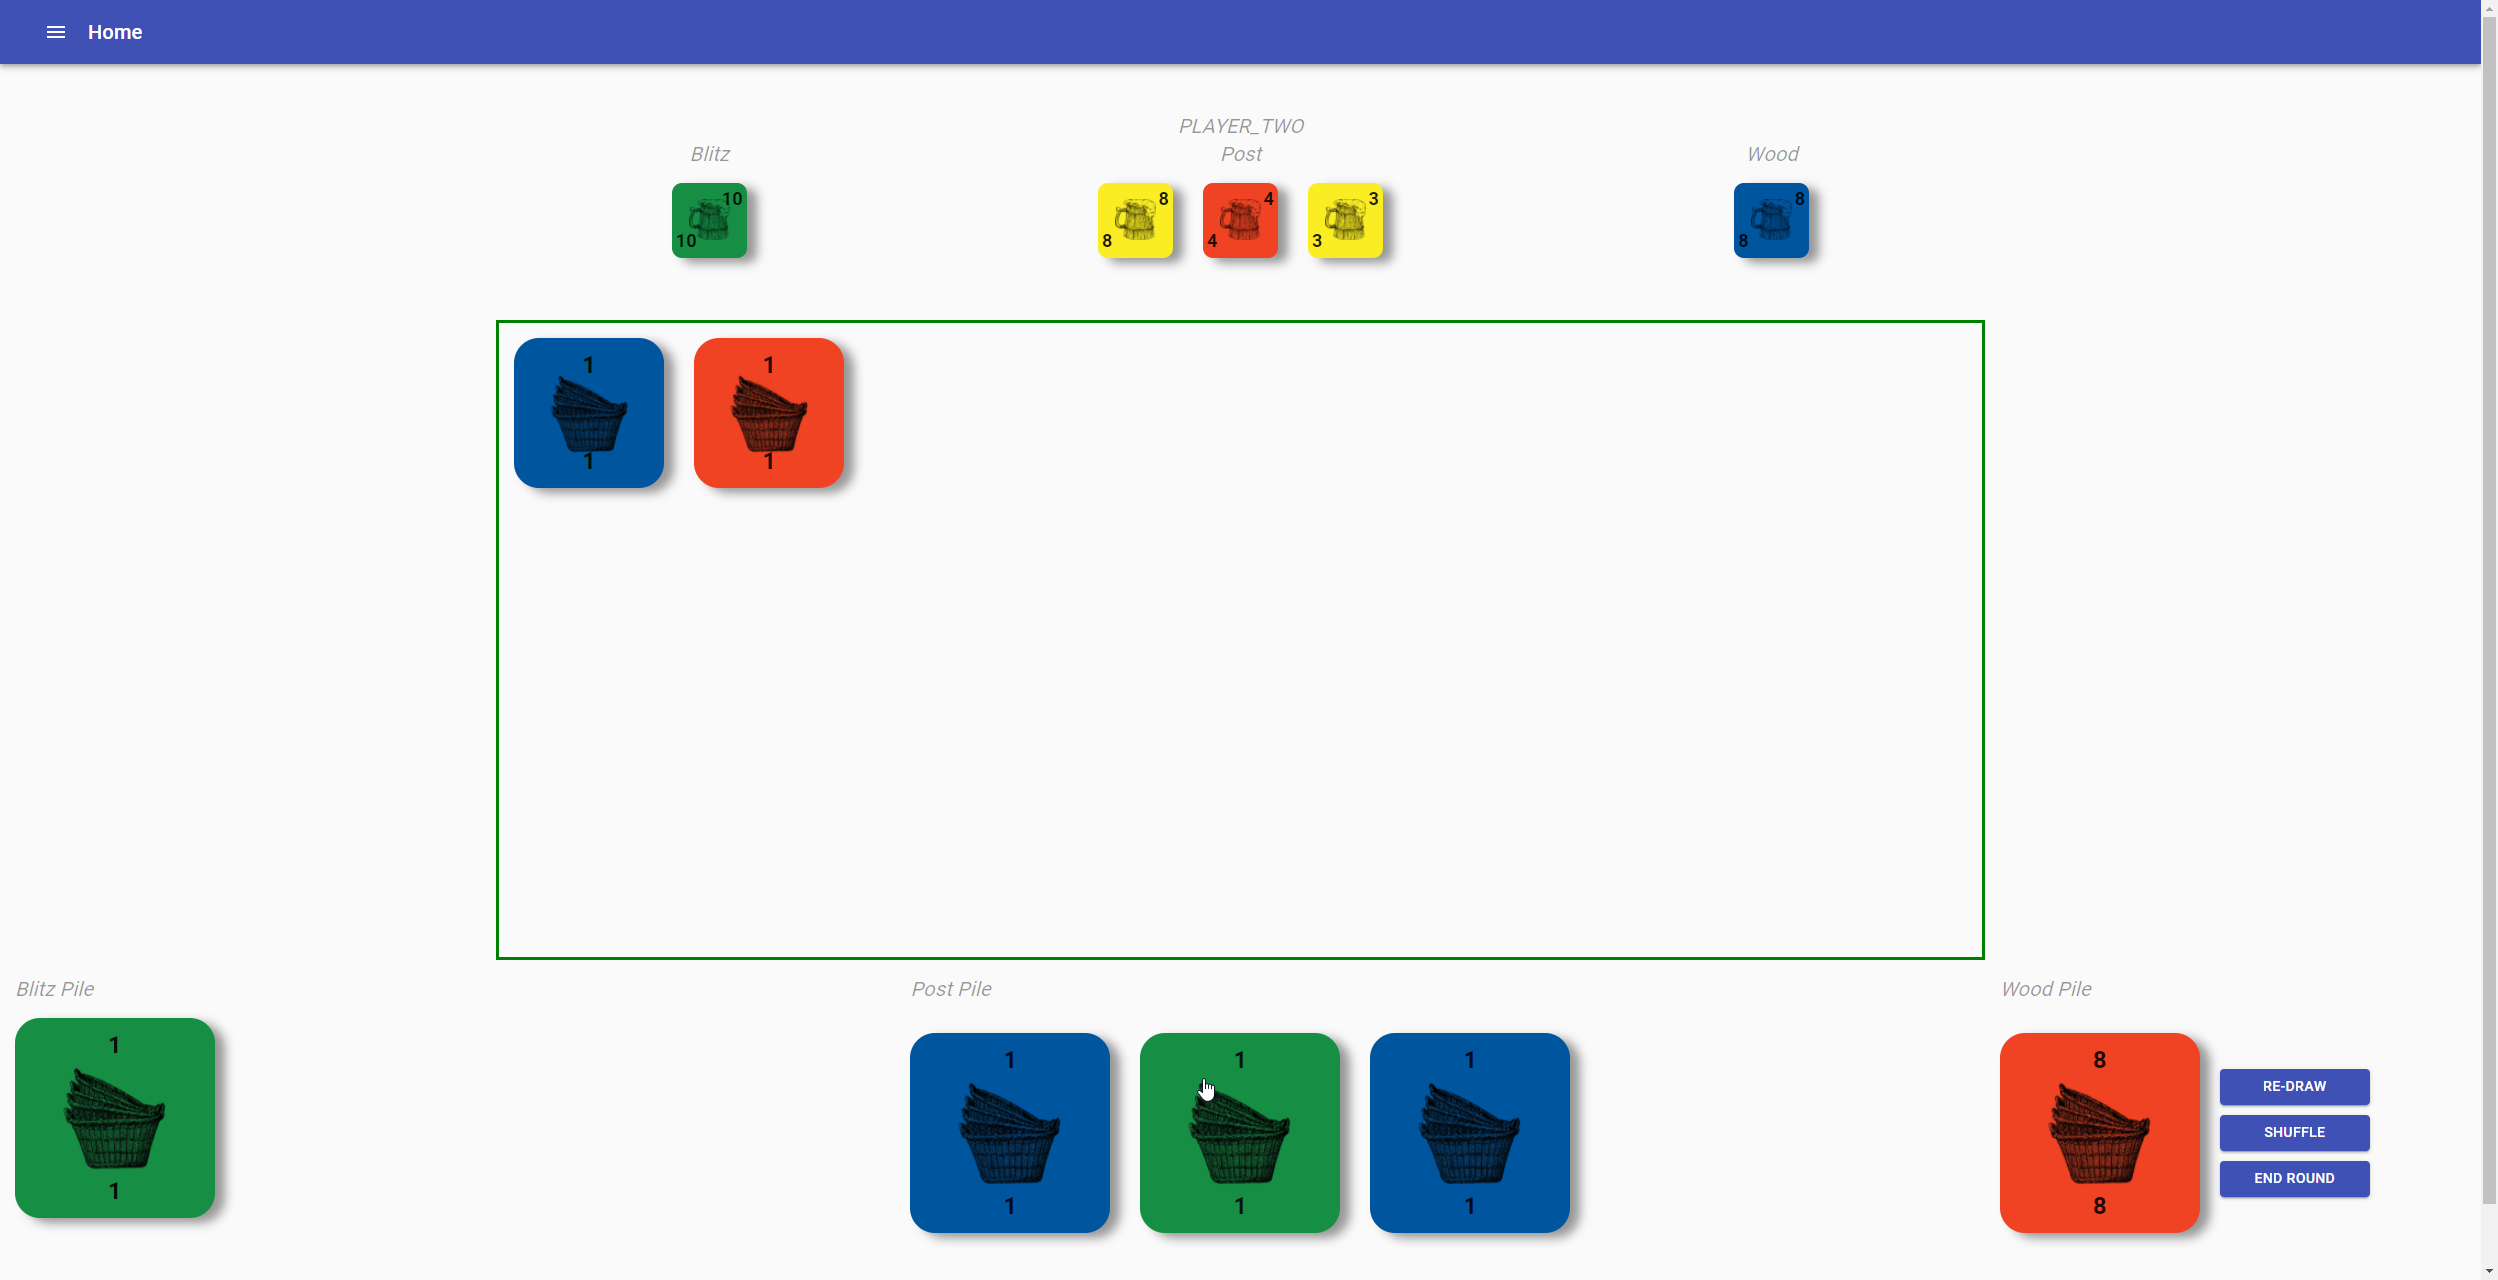 Home
PLAYER_TWO
Blitz Post Wood
10 8 4 3 8
10 8 4 3 8
1 1
1 1
Blitz Pile Post Pile Wood Pile
1 1 1 1 8
RE-DRAW
SHUFFLE
END ROUND
1 1 1 1 8